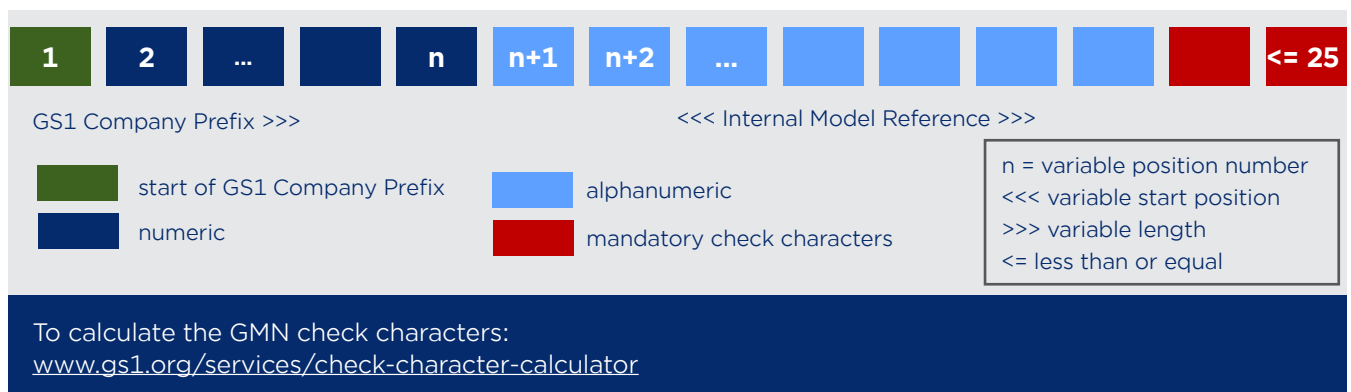 1 2 ... n n+1 n+2 ... <= 25
GS1 Company Prefix >>> <<< Internal Model Reference >>>
start of GS1 Company Prefix
numeric
alphanumeric
mandatory check characters
n = variable position number
<<< variable start position
>>> variable length
<= less than or equal
To calculate the GMN check characters:
www.gs1.org/services/check-character-calculator